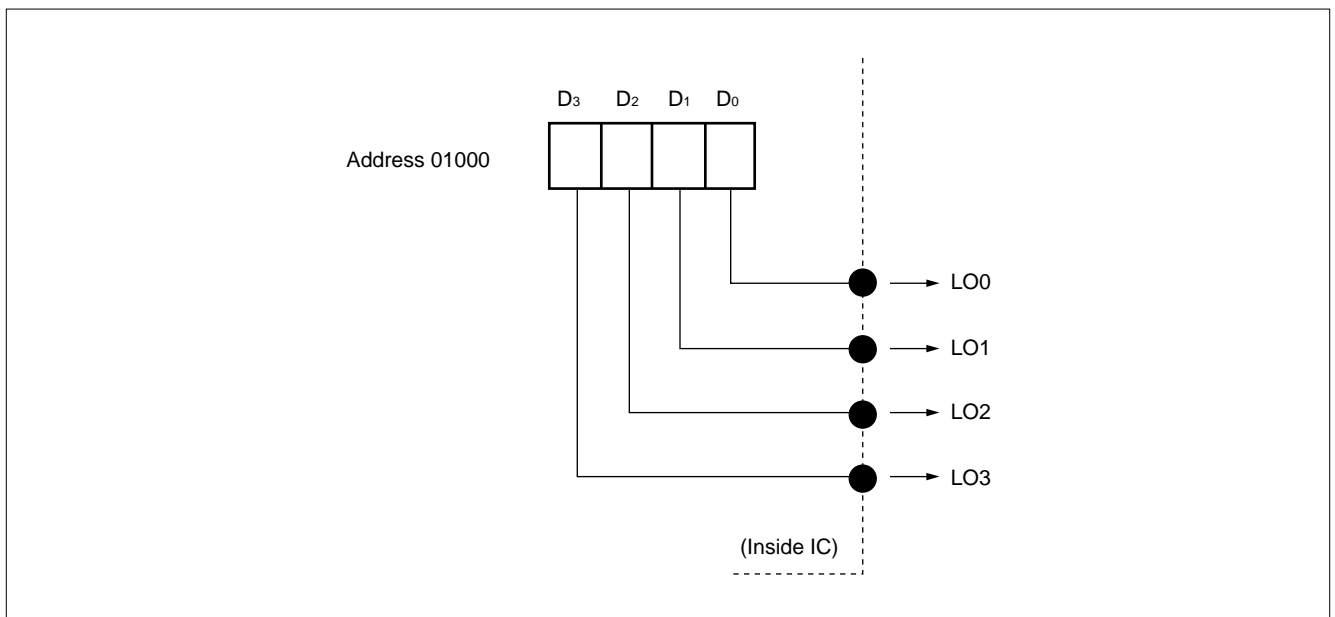 D3 D2 D1 D0
Address 01000
LO0
LO1
LO2
LO3
(Inside IC)